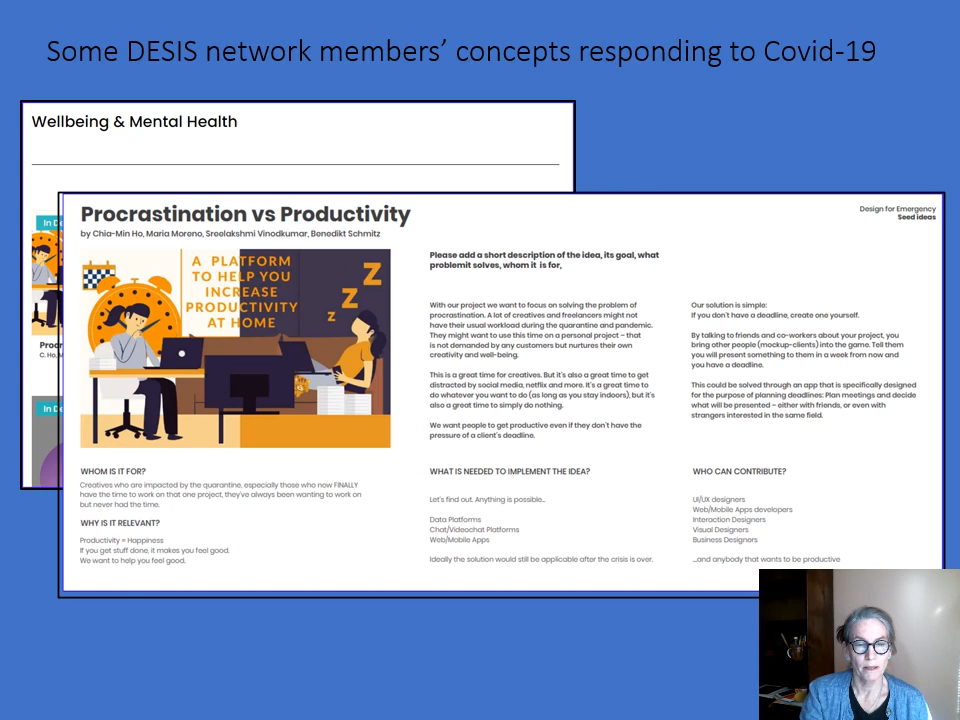 Some DESIS network members’ concepts responding to Covid-19
Wellbeing & Mental Health
In De
Procr
C. Ho, M
In De
Procrastination vs Productivity
by Chia-Min Ho, Maria Moreno, Sreelakshmi Vinodkumar, Benedikt Schmitz
Design for Emergency
Seed ideas
A PLATFORM
TO HELP YOU
INCREASE
PRODUCTIVITY
AT HOME
Z
Z
Z
Please add a short description of the idea, its goal, what
problemit solves, whom it is for,
With our project we want to focus on solving the problem of
procrastination. A lot of creatives and freelancers might not
have their usual workload during the quarantine and pandemic.
They might want to use this time on a personal project – that
is not demanded by any customers but nurtures their own
creativity and well-being.
This is a great time for creatives. But it's also a great time to get
distracted by social media, netflix and more. It's a great time to
do whatever you want to do (as long as you stay indoors), but it's
also a great time to simply do nothing.
We want people to get productive even if they don't have the
pressure of a client's deadline.
Our solution is simple:
If you don't have a deadline, create one yourself.
By talking to friends and co-workers about your project, you
bring other people (mockup-clients) into the game. Tell them
you will present something to them in a week from now and
you have a deadline.
This could be solved through an app that is specifically designed
for the purpose of planning deadlines: Plan meetings and decide
what will be presented – either with friends, or even with
strangers interested in the same field.
WHOM IS IT FOR?
Creatives who are impacted by the quarantine, especially those who now FINALLY
have the time to work on that one project, they've always been wanting to work on
but never had the time.
WHY IS IT RELEVANT?
Productivity = Happiness
If you get stuff done, it makes you feel good.
We want to help you feel good.
WHAT IS NEEDED TO IMPLEMENT THE IDEA?
Let's find out. Anything is possible...
Data Platforms
Chat/Videochat Platforms
Web/Mobile Apps
Ideally the solution would still be applicable after the crisis is over.
WHO CAN CONTRIBUTE?
UI/UX designers
Web/Mobile Apps developers
Interaction Designers
Visual Designers
Business Designers
...and anybody that wants to be productive